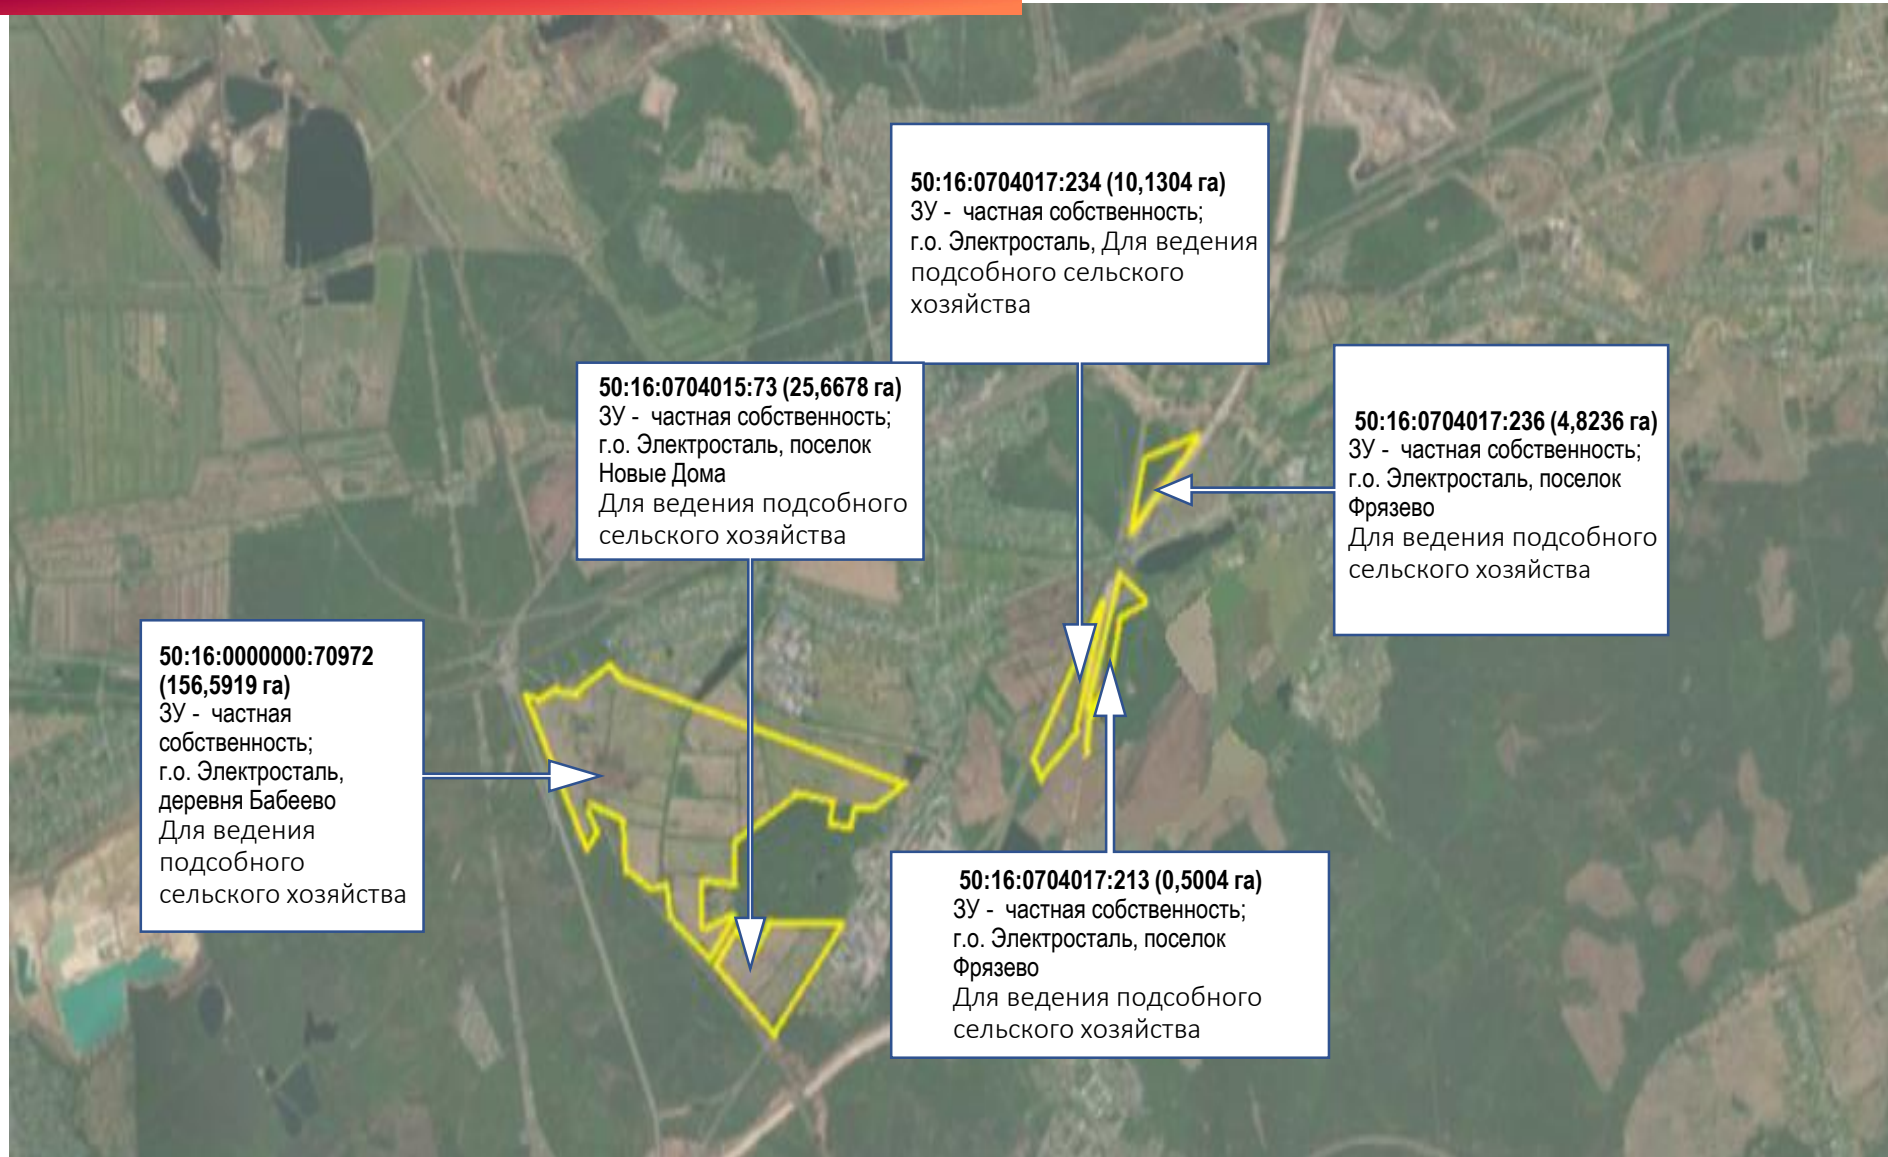 50:16:0704017:234 (10,1304 га)
ЗУ - частная собственность;
г.о. Электросталь, Для ведения
подсобного сельского
хозяйства
50:16:0704015:73 (25,6678 га)
ЗУ - частная собственность;
г.о. Электросталь, поселок
Новые Дома
Для ведения подсобного
сельского хозяйства
50:16:0704017:236 (4,8236 га)
ЗУ - частная собственность;
г.о. Электросталь, поселок
Фрязево
Для ведения подсобного
сельского хозяйства
50:16:0000000:70972
(156,5919 га)
ЗУ - частная
собственность;
г.о. Электросталь,
деревня Бабеево
Для ведения
подсобного
сельского хозяйства
50:16:0704017:213 (0,5004 га)
ЗУ - частная собственность;
г.о. Электросталь, поселок
Фрязево
Для ведения подсобного
сельского хозяйства